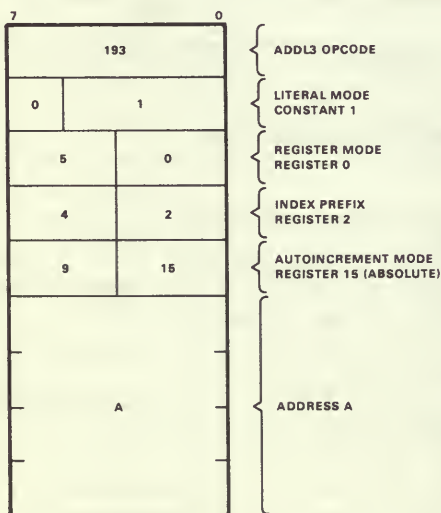 7 0
193
ADDL3 OPCODE
0 1
LITERAL MODE
CONSTANT 1
5 0
REGISTER MODE
REGISTER 0
4 2
INDEX PREFIX
REGISTER 2
9 15
AUTOINCREMENT MODE
REGISTER 15 (ABSOLUTE)
A
ADDRESS A